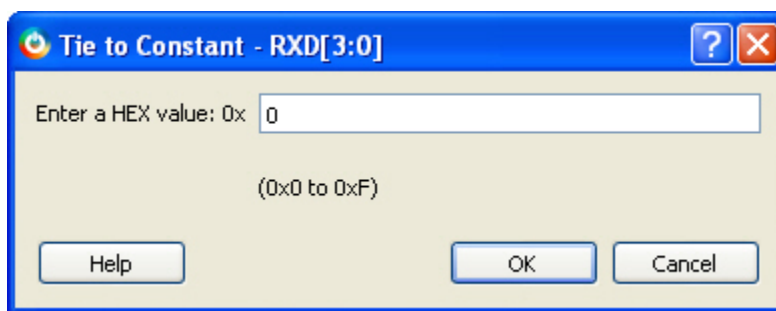 Tie to Constant - RXD[3:0] ?
Enter a HEX value: 0x 0
(0x0 to 0xF)
Help OK Cancel